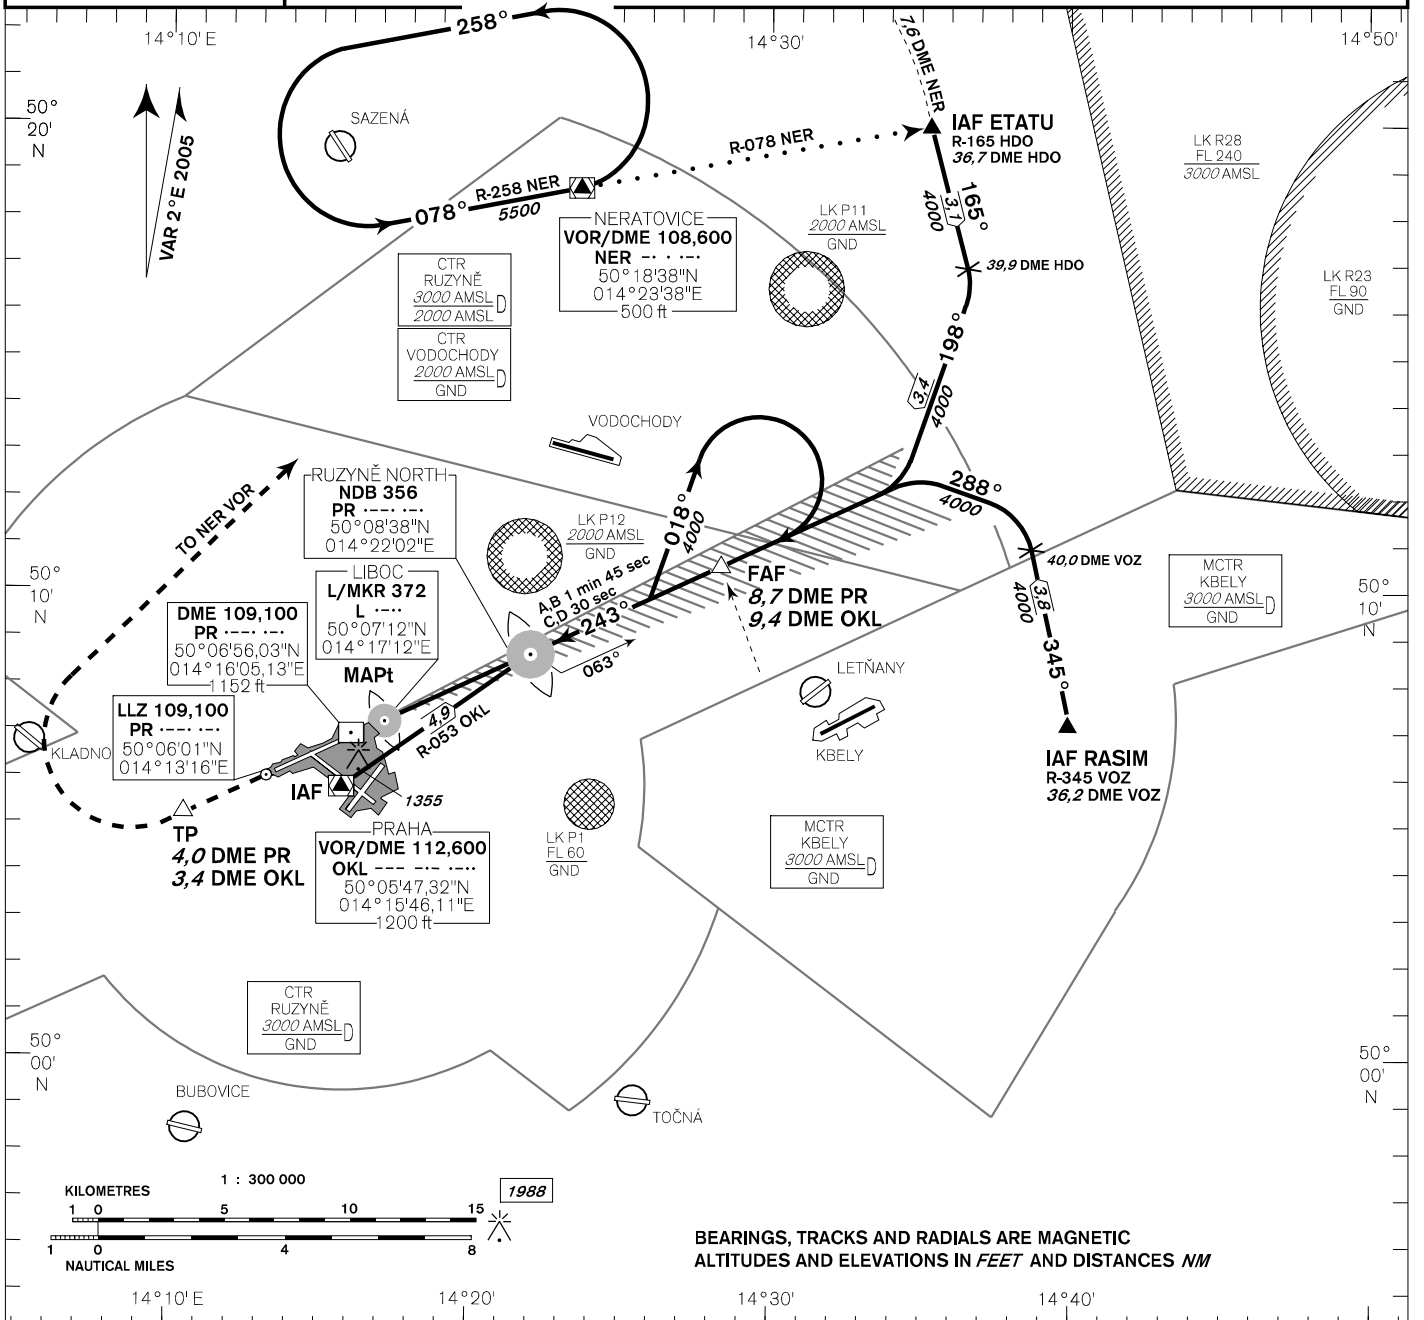 14°10' E
14°30'
14°50'
50°
20'
N
VAR 2°E 2005
258°
SAZENÁ
078°
R-258 NER
5500
R-078 NER
7,6 DME NER
IAF ETATU
R-165 HDO
36,7 DME HDO
165°
3,1
4000
39,9 DME HDO
LK R28
FL 240
3000 AMSL
LK R23
FL 90
GND
NERATOVICE
VOR/DME 108,600
NER –· · ·–·
50°18'38"N
014°23'38"E
500 ft
LK P11
2000 AMSL
GND
CTR
RUZYNĚ
3000 AMSL D
2000 AMSL
CTR
VODOCHODY
2000 AMSL D
GND
198°
3,4
4000
VODOCHODY
288°
4000
TO NER VOR
RUZYNĚ NORTH
NDB 356
PR ·––· ·–·
50°08'38"N
014°22'02"E
LK P12
2000 AMSL
GND
018°
4000
40,0 DME VOZ
3,8
4000
345°
MCTR
KBELY
3000 AMSL D
GND
50°
10'
N
50°
10'
N
LIBOC
L/MKR 372
L ·–··
50°07'12"N
014°17'12"E
A,B 1 min 45 sec
C,D 30 sec
243°
063°
FAF
8,7 DME PR
9,4 DME OKL
DME 109,100
PR ·––· ·–·
50°06'56,03"N
014°16'05,13"E
1152 ft
MAPt
LETŇANY
KBELY
LLZ 109,100
PR ·––· ·–·
50°06'01"N
014°13'16"E
KLADNO
4,9
R-053 OKL
IAF
1355
IAF RASIM
R-345 VOZ
36,2 DME VOZ
TP
4,0 DME PR
3,4 DME OKL
PRAHA
VOR/DME 112,600
OKL ––– –·– ·–··
50°05'47,32"N
014°15'46,11"E
1200 ft
LK P1
FL 60
GND
MCTR
KBELY
3000 AMSL D
GND
CTR
RUZYNĚ
3000 AMSL D
GND
50°
00'
N
50°
00'
N
BUBOVICE
TOČNÁ
1 : 300 000
KILOMETRES
1 0 5 10 15
1 0 4 8
NAUTICAL MILES
1988
BEARINGS, TRACKS AND RADIALS ARE MAGNETIC
ALTITUDES AND ELEVATIONS IN FEET AND DISTANCES NM
14°10' E
14°20'
14°30'
14°40'